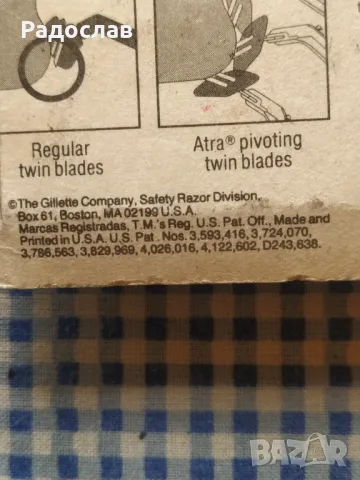 Радослав
Regular
twin blades
Atra® pivoting
twin blades
©The Gillette Company, Safety Razor Division,
Box 61, Boston, MA 02199 U.S.A.
Marcas Registradas, T.M.'s Reg. U.S. Pat. Off., Made and
Printed in U.S.A. U.S. Pat. Nos. 3,593,416, 3,724,070,
3,786,563, 3,829,969, 4,026,016, 4,122,602, D243,638.
BAZAR